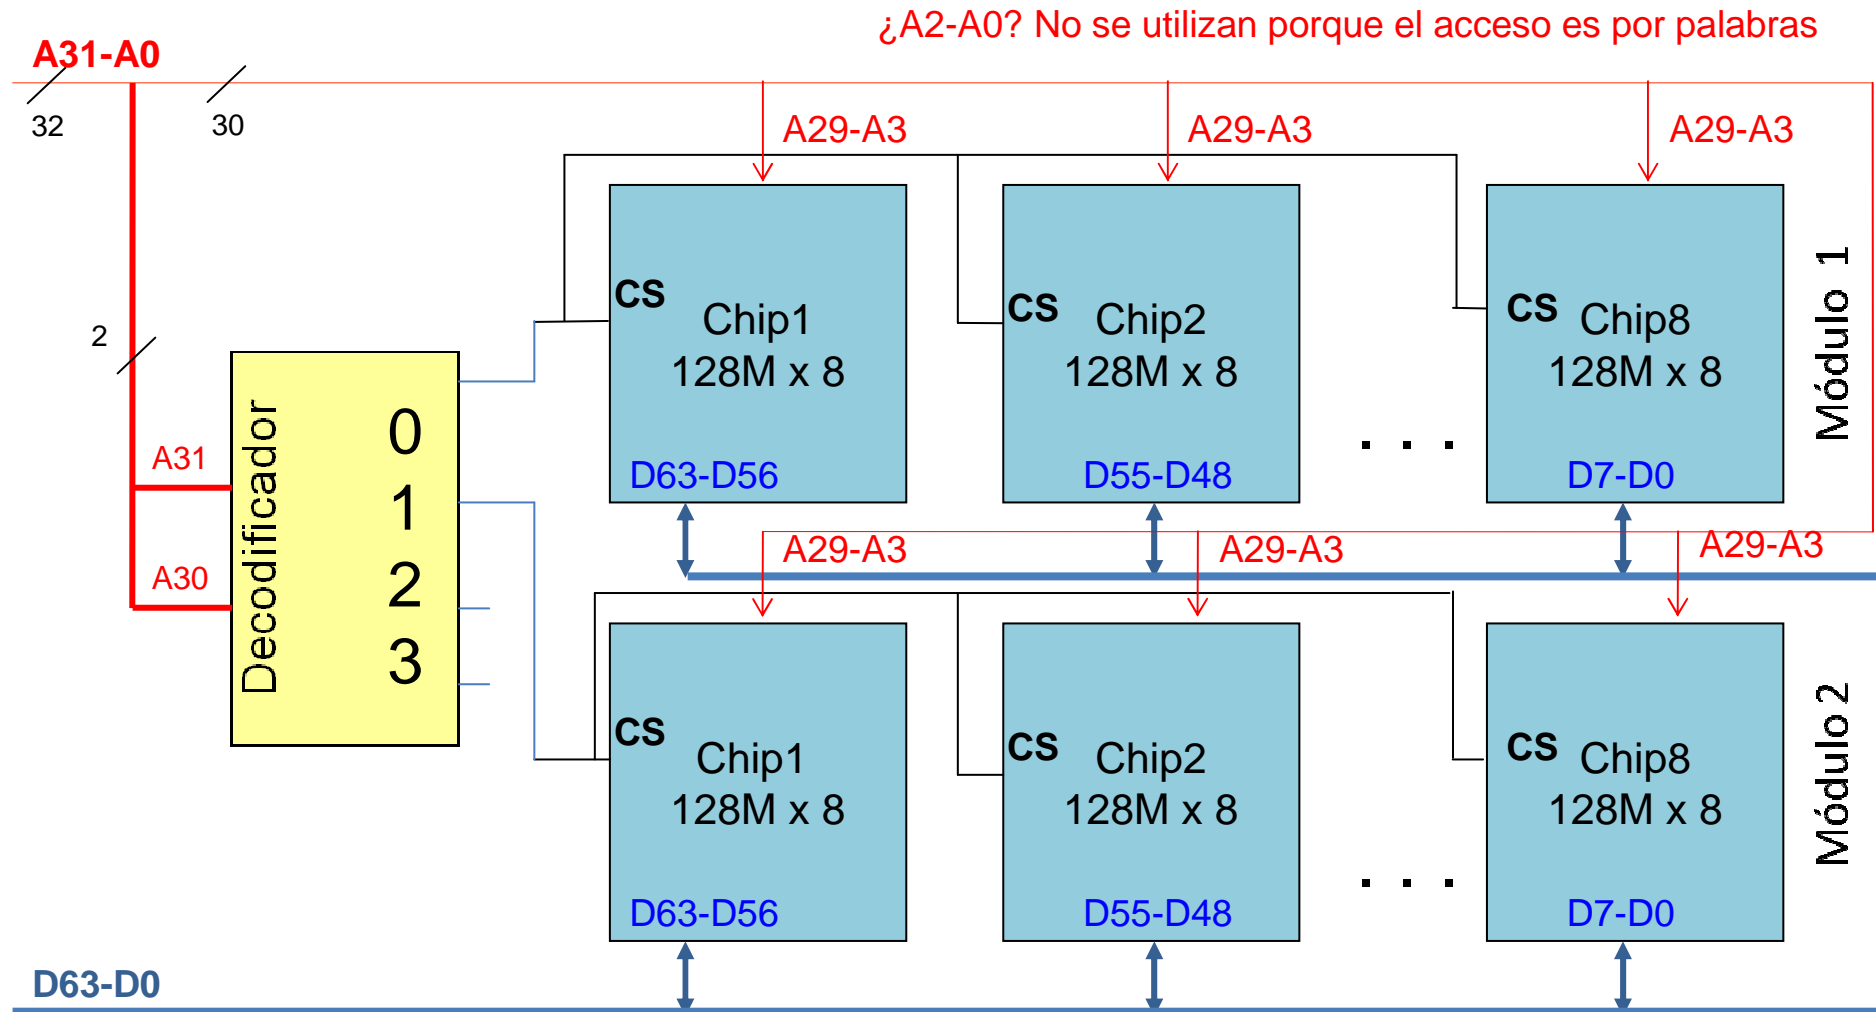 ¿A2-A0? No se utilizan porque el acceso es por palabras
A31-A0
32
30
A29-A3
A29-A3
A29-A3
CS
Chip1
128M x 8
D63-D56
CS
Chip2
128M x 8
D55-D48
. . .
CS
Chip8
128M x 8
D7-D0
Módulo 1
2
A31
A30
Decodificador
0
1
2
3
A29-A3
A29-A3
A29-A3
CS
Chip1
128M x 8
D63-D56
CS
Chip2
128M x 8
D55-D48
. . .
CS
Chip8
128M x 8
D7-D0
Módulo 2
D63-D0